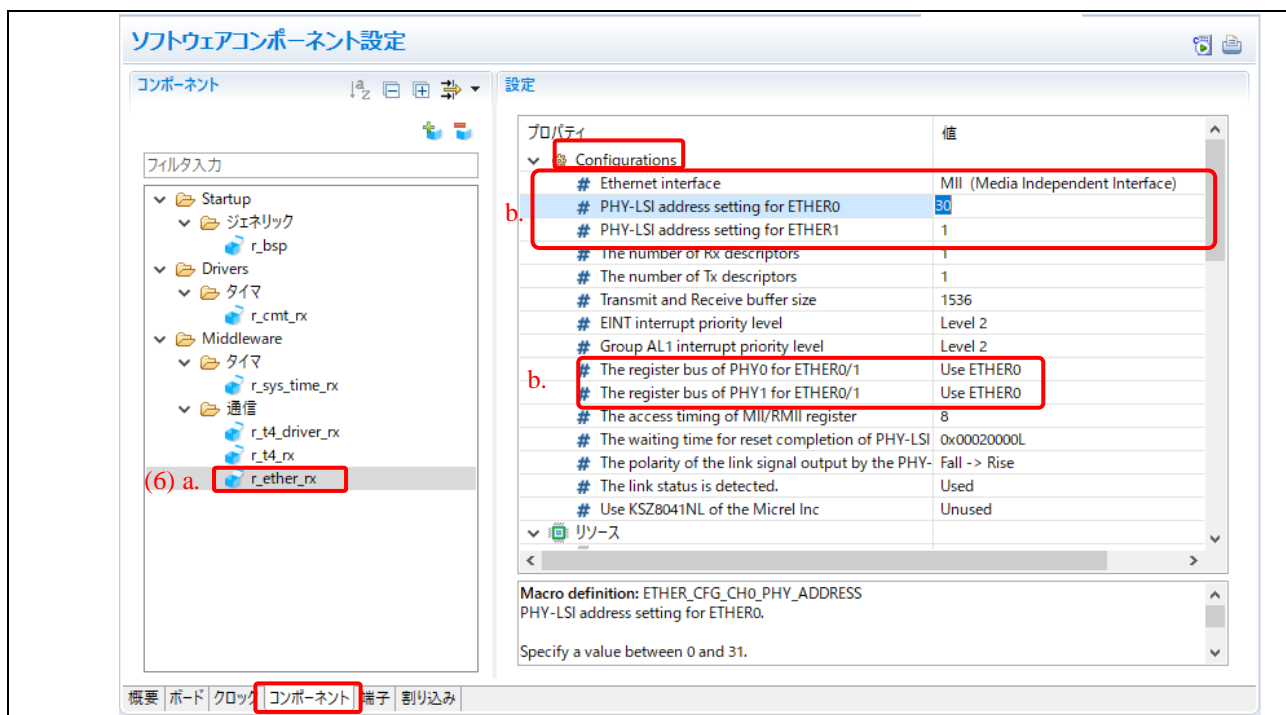 ソフトウェアコンポーネント設定
コンポーネント
フィルタ入力
Startup
ジェネリック
r_bsp
Drivers
タイマ
r_cmt_rx
Middleware
タイマ
r_sys_time_rx
通信
r_t4_driver_rx
r_t4_rx
(6) a. r_ether_rx
設定
プロパティ 値
Configurations
# Ethernet interface MII (Media Independent Interface)
b. # PHY-LSI address setting for ETHER0 30
# PHY-LSI address setting for ETHER1 1
# The number of Rx descriptors 1
# The number of Tx descriptors 1
# Transmit and Receive buffer size 1536
# EINT interrupt priority level Level 2
# Group AL1 interrupt priority level Level 2
b. # The register bus of PHY0 for ETHER0/1 Use ETHER0
# The register bus of PHY1 for ETHER0/1 Use ETHER0
# The access timing of MII/RMII register 8
# The waiting time for reset completion of PHY-LSI 0x00020000L
# The polarity of the link signal output by the PHY- Fall -> Rise
# The link status is detected. Used
# Use KSZ8041NL of the Micrel Inc Unused
リソース
Macro definition: ETHER_CFG_CH0_PHY_ADDRESS
PHY-LSI address setting for ETHER0.
Specify a value between 0 and 31.
概要 ボード クロック コンポーネント 端子 割り込み